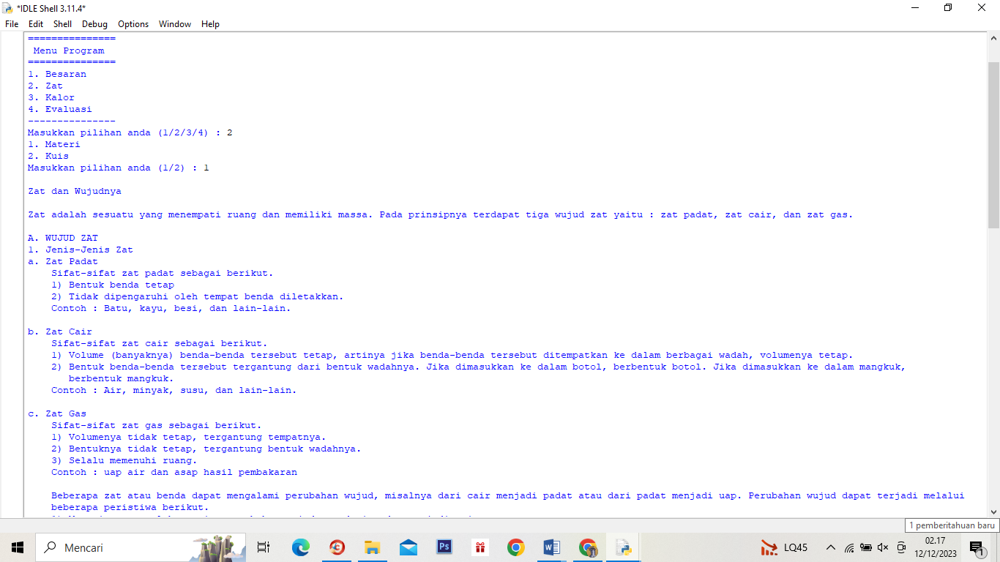 *IDLE Shell 3.11.4*
File Edit Shell Debug Options Window Help
===============
Menu Program
===============
1. Besaran
2. Zat
3. Kalor
4. Evaluasi
---------------
Masukkan pilihan anda (1/2/3/4) : 2
1. Materi
2. Kuis
Masukkan pilihan anda (1/2) : 1
Zat dan Wujudnya
Zat adalah sesuatu yang menempati ruang dan memiliki massa. Pada prinsipnya terdapat tiga wujud zat yaitu : zat padat, zat cair, dan zat gas.
A. WUJUD ZAT
1. Jenis-Jenis Zat
a. Zat Padat
Sifat-sifat zat padat sebagai berikut.
1) Bentuk benda tetap
2) Tidak dipengaruhi oleh tempat benda diletakkan.
Contoh : Batu, kayu, besi, dan lain-lain.
b. Zat Cair
Sifat-sifat zat cair sebagai berikut.
1) Volume (banyaknya) benda-benda tersebut tetap, artinya jika benda-benda tersebut ditempatkan ke dalam berbagai wadah, volumenya tetap.
2) Bentuk benda-benda tersebut tergantung dari bentuk wadahnya. Jika dimasukkan ke dalam botol, berbentuk botol. Jika dimasukkan ke dalam mangkuk,
berbentuk mangkuk.
Contoh : Air, minyak, susu, dan lain-lain.
c. Zat Gas
Sifat-sifat zat gas sebagai berikut.
1) Volumenya tidak tetap, tergantung tempatnya.
2) Bentuknya tidak tetap, tergantung bentuk wadahnya.
3) Selalu memenuhi ruang.
Contoh : uap air dan asap hasil pembakaran
Beberapa zat atau benda dapat mengalami perubahan wujud, misalnya dari cair menjadi padat atau dari padat menjadi uap. Perubahan wujud dapat terjadi melalui
beberapa peristiwa berikut.
1 pemberitahuan baru
Mencari
Ps
LQ45
02.17
12/12/2023
1